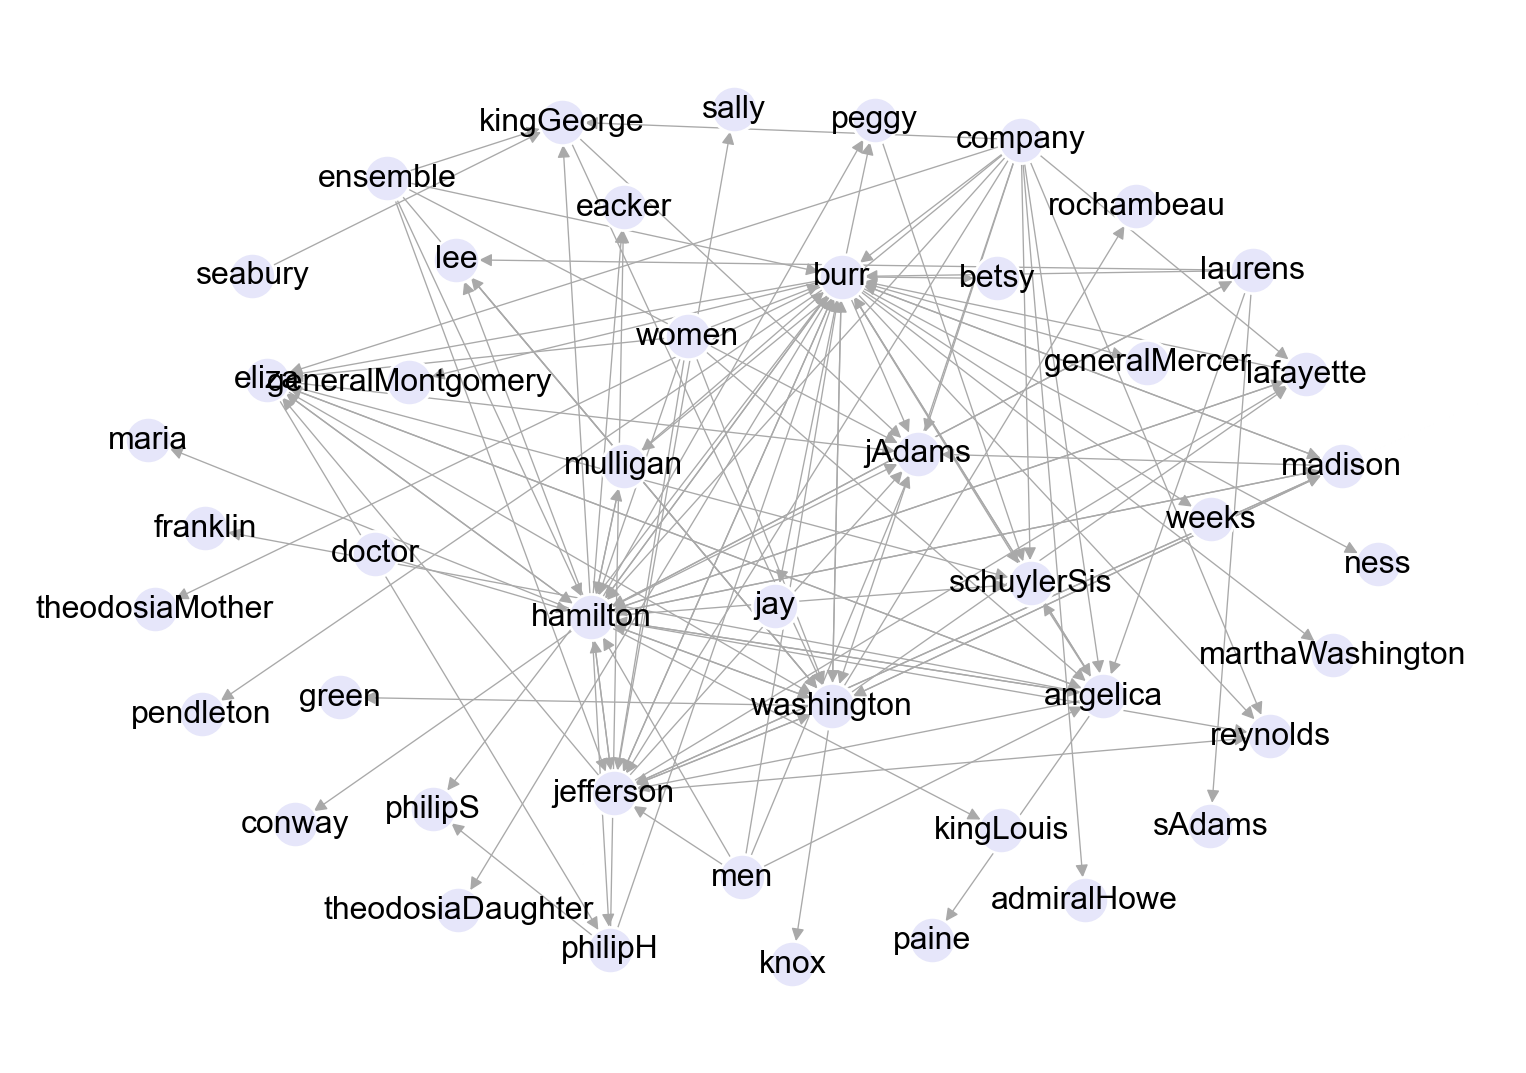 sally
peggy
kingGeorge
company
ensemble
rochambeau
eacker
lee
laurens
seabury
burr
betsy
women
generalMercer
lafayette
eliza
generalMontgomery
maria
mulligan
jAdams
madison
weeks
franklin
doctor
ness
schuylerSis
theodosiaMother
hamilton
jay
marthaWashington
green
washington
angelica
pendleton
reynolds
jefferson
conway
philipS
kingLouis
sAdams
men
admiralHowe
theodosiaDaughter
paine
philipH
knox